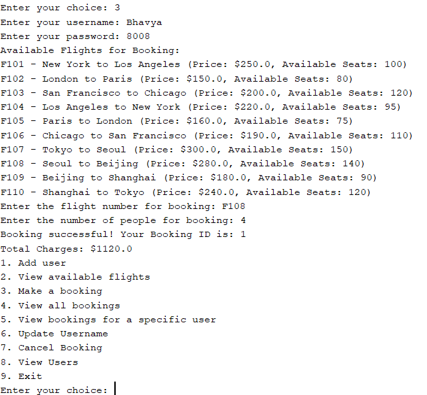 Enter your choice: 3
Enter your username: Bhavya
Enter your password: 8008
Available Flights for Booking:
F101 - New York to Los Angeles (Price: $250.0, Available Seats: 100)
F102 - London to Paris (Price: $150.0, Available Seats: 80)
F103 - San Francisco to Chicago (Price: $200.0, Available Seats: 120)
F104 - Los Angeles to New York (Price: $220.0, Available Seats: 95)
F105 - Paris to London (Price: $160.0, Available Seats: 75)
F106 - Chicago to San Francisco (Price: $190.0, Available Seats: 110)
F107 - Tokyo to Seoul (Price: $300.0, Available Seats: 150)
F108 - Seoul to Beijing (Price: $280.0, Available Seats: 140)
F109 - Beijing to Shanghai (Price: $180.0, Available Seats: 90)
F110 - Shanghai to Tokyo (Price: $240.0, Available Seats: 120)
Enter the flight number for booking: F108
Enter the number of people for booking: 4
Booking successful! Your Booking ID is: 1
Total Charges: $1120.0
1. Add user
2. View available flights
3. Make a booking
4. View all bookings
5. View bookings for a specific user
6. Update Username
7. Cancel Booking
8. View Users
9. Exit
Enter your choice: